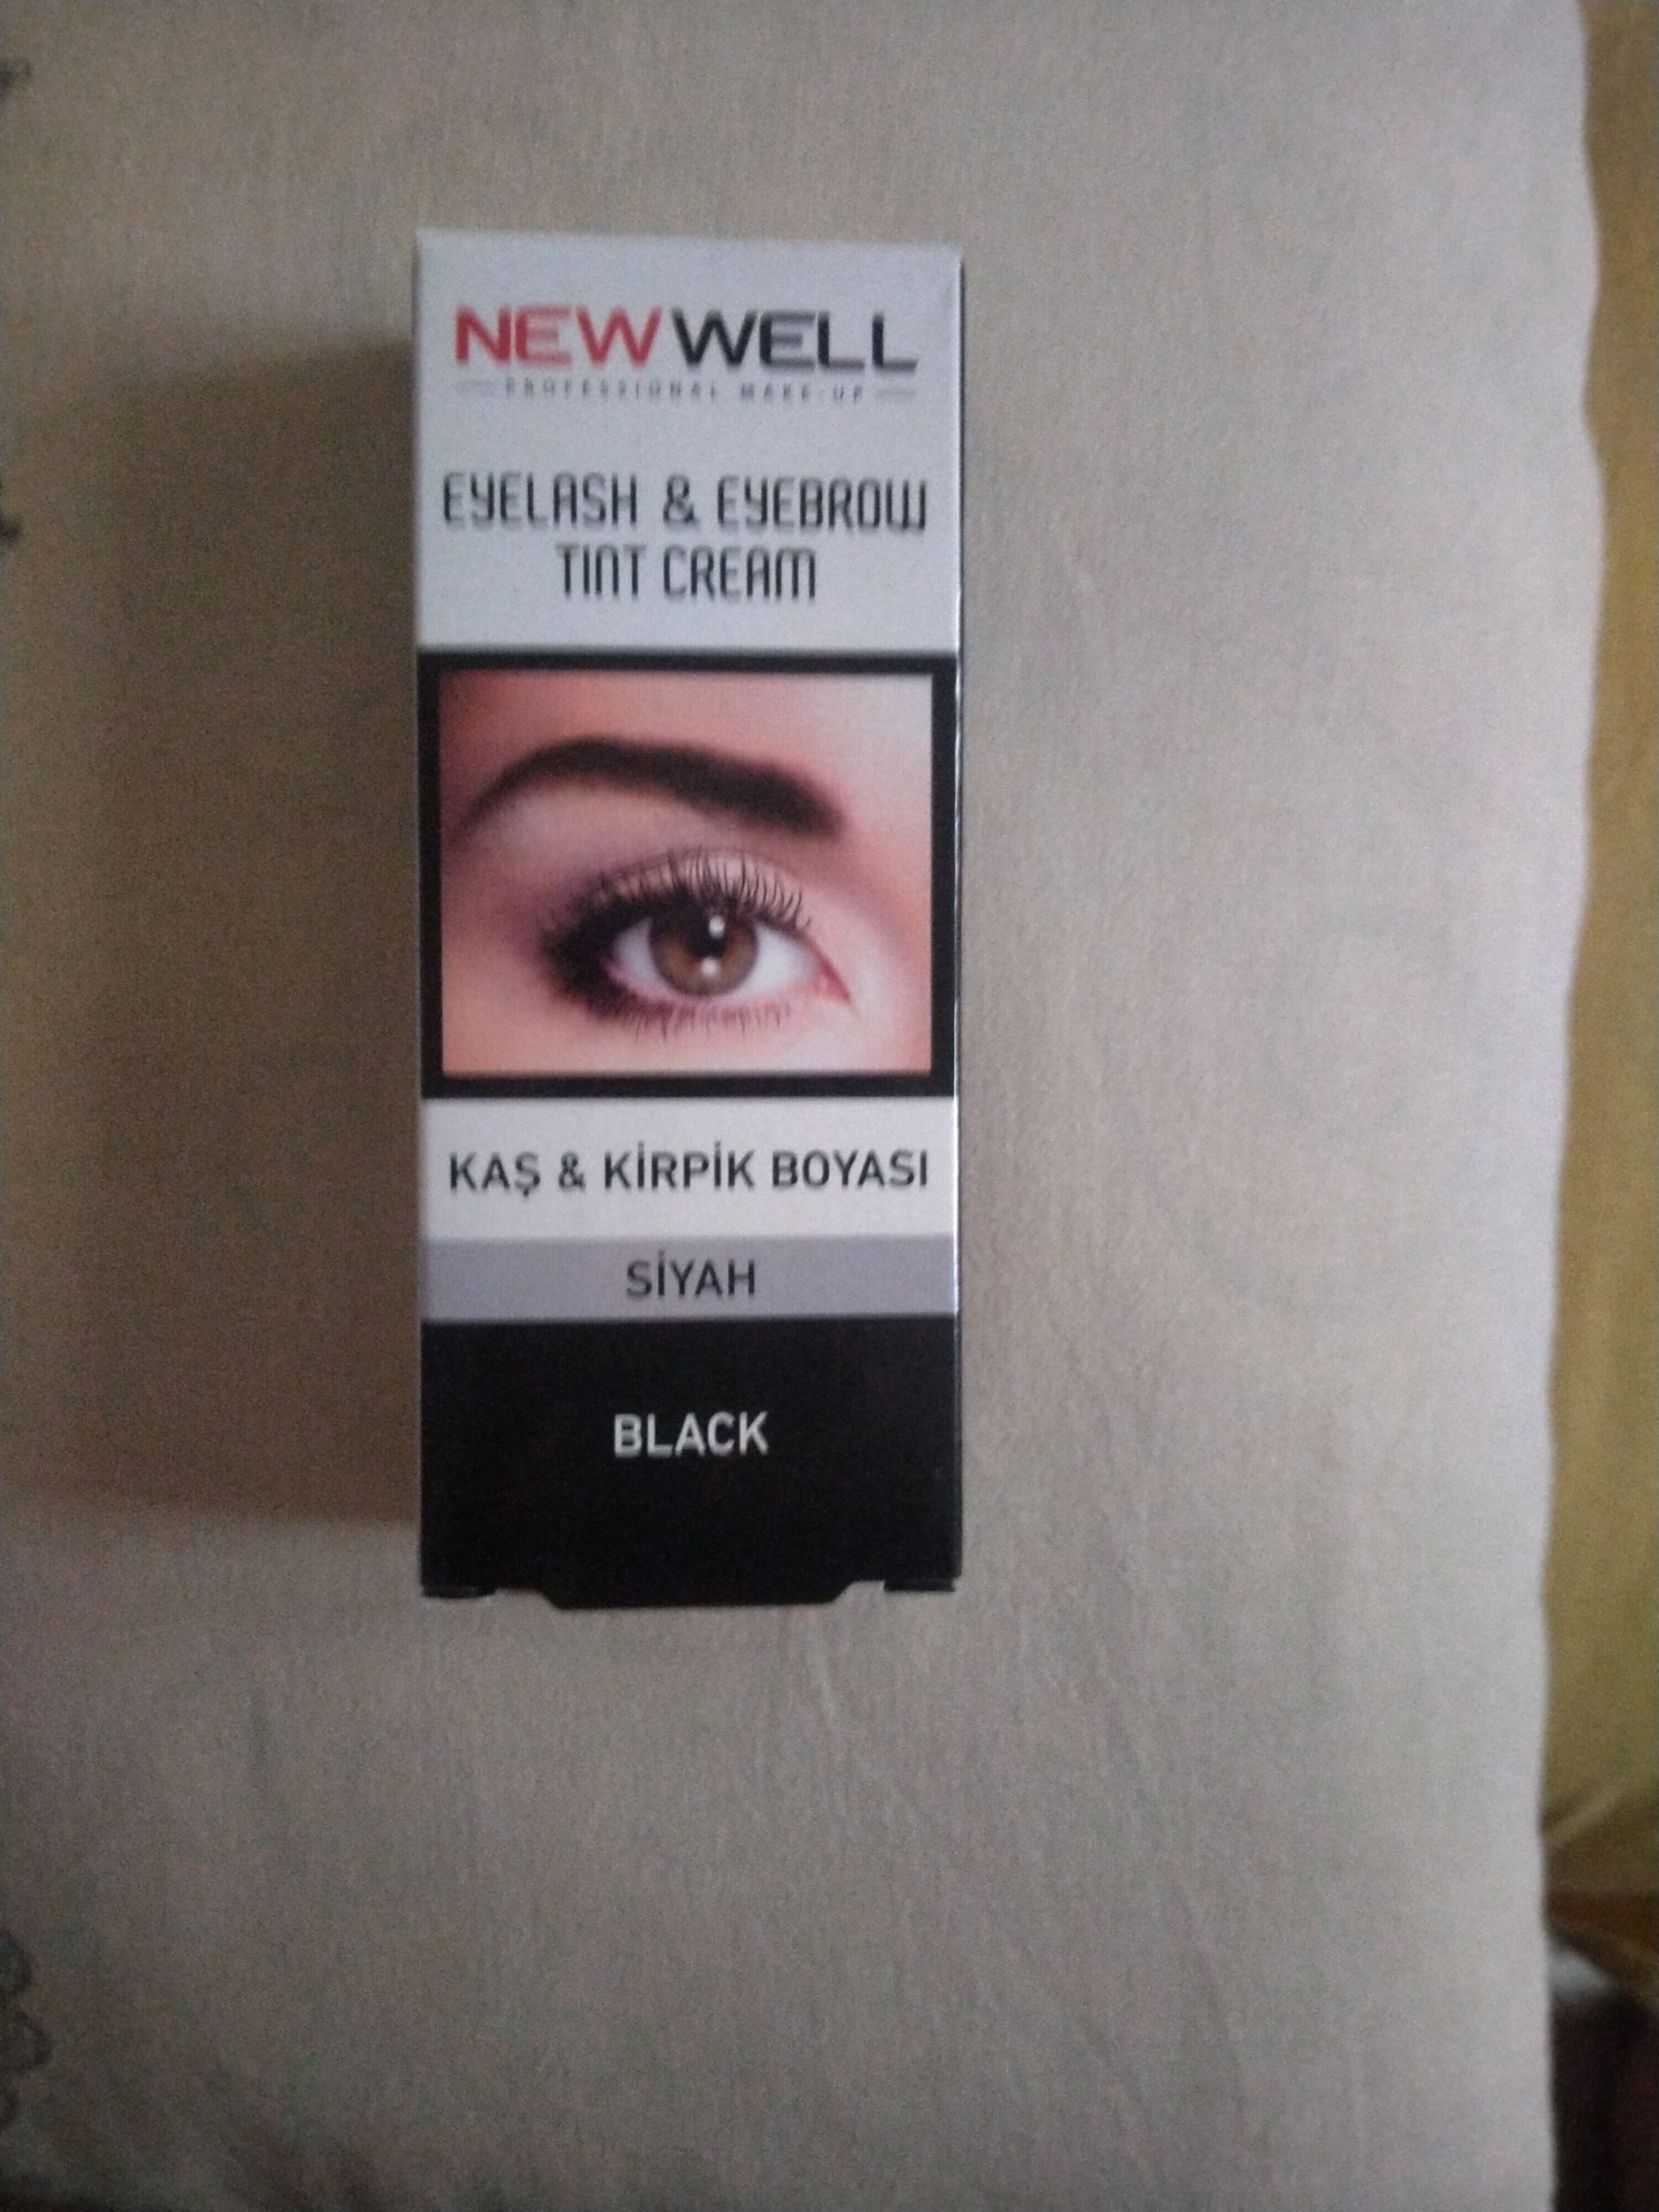 NEWWELL
PROFESSIONAL MAKE-UP
EYELASH & EYEBROW
TINT CREAM
KAŞ & KİRPİK BOYASI
SİYAH
BLACK